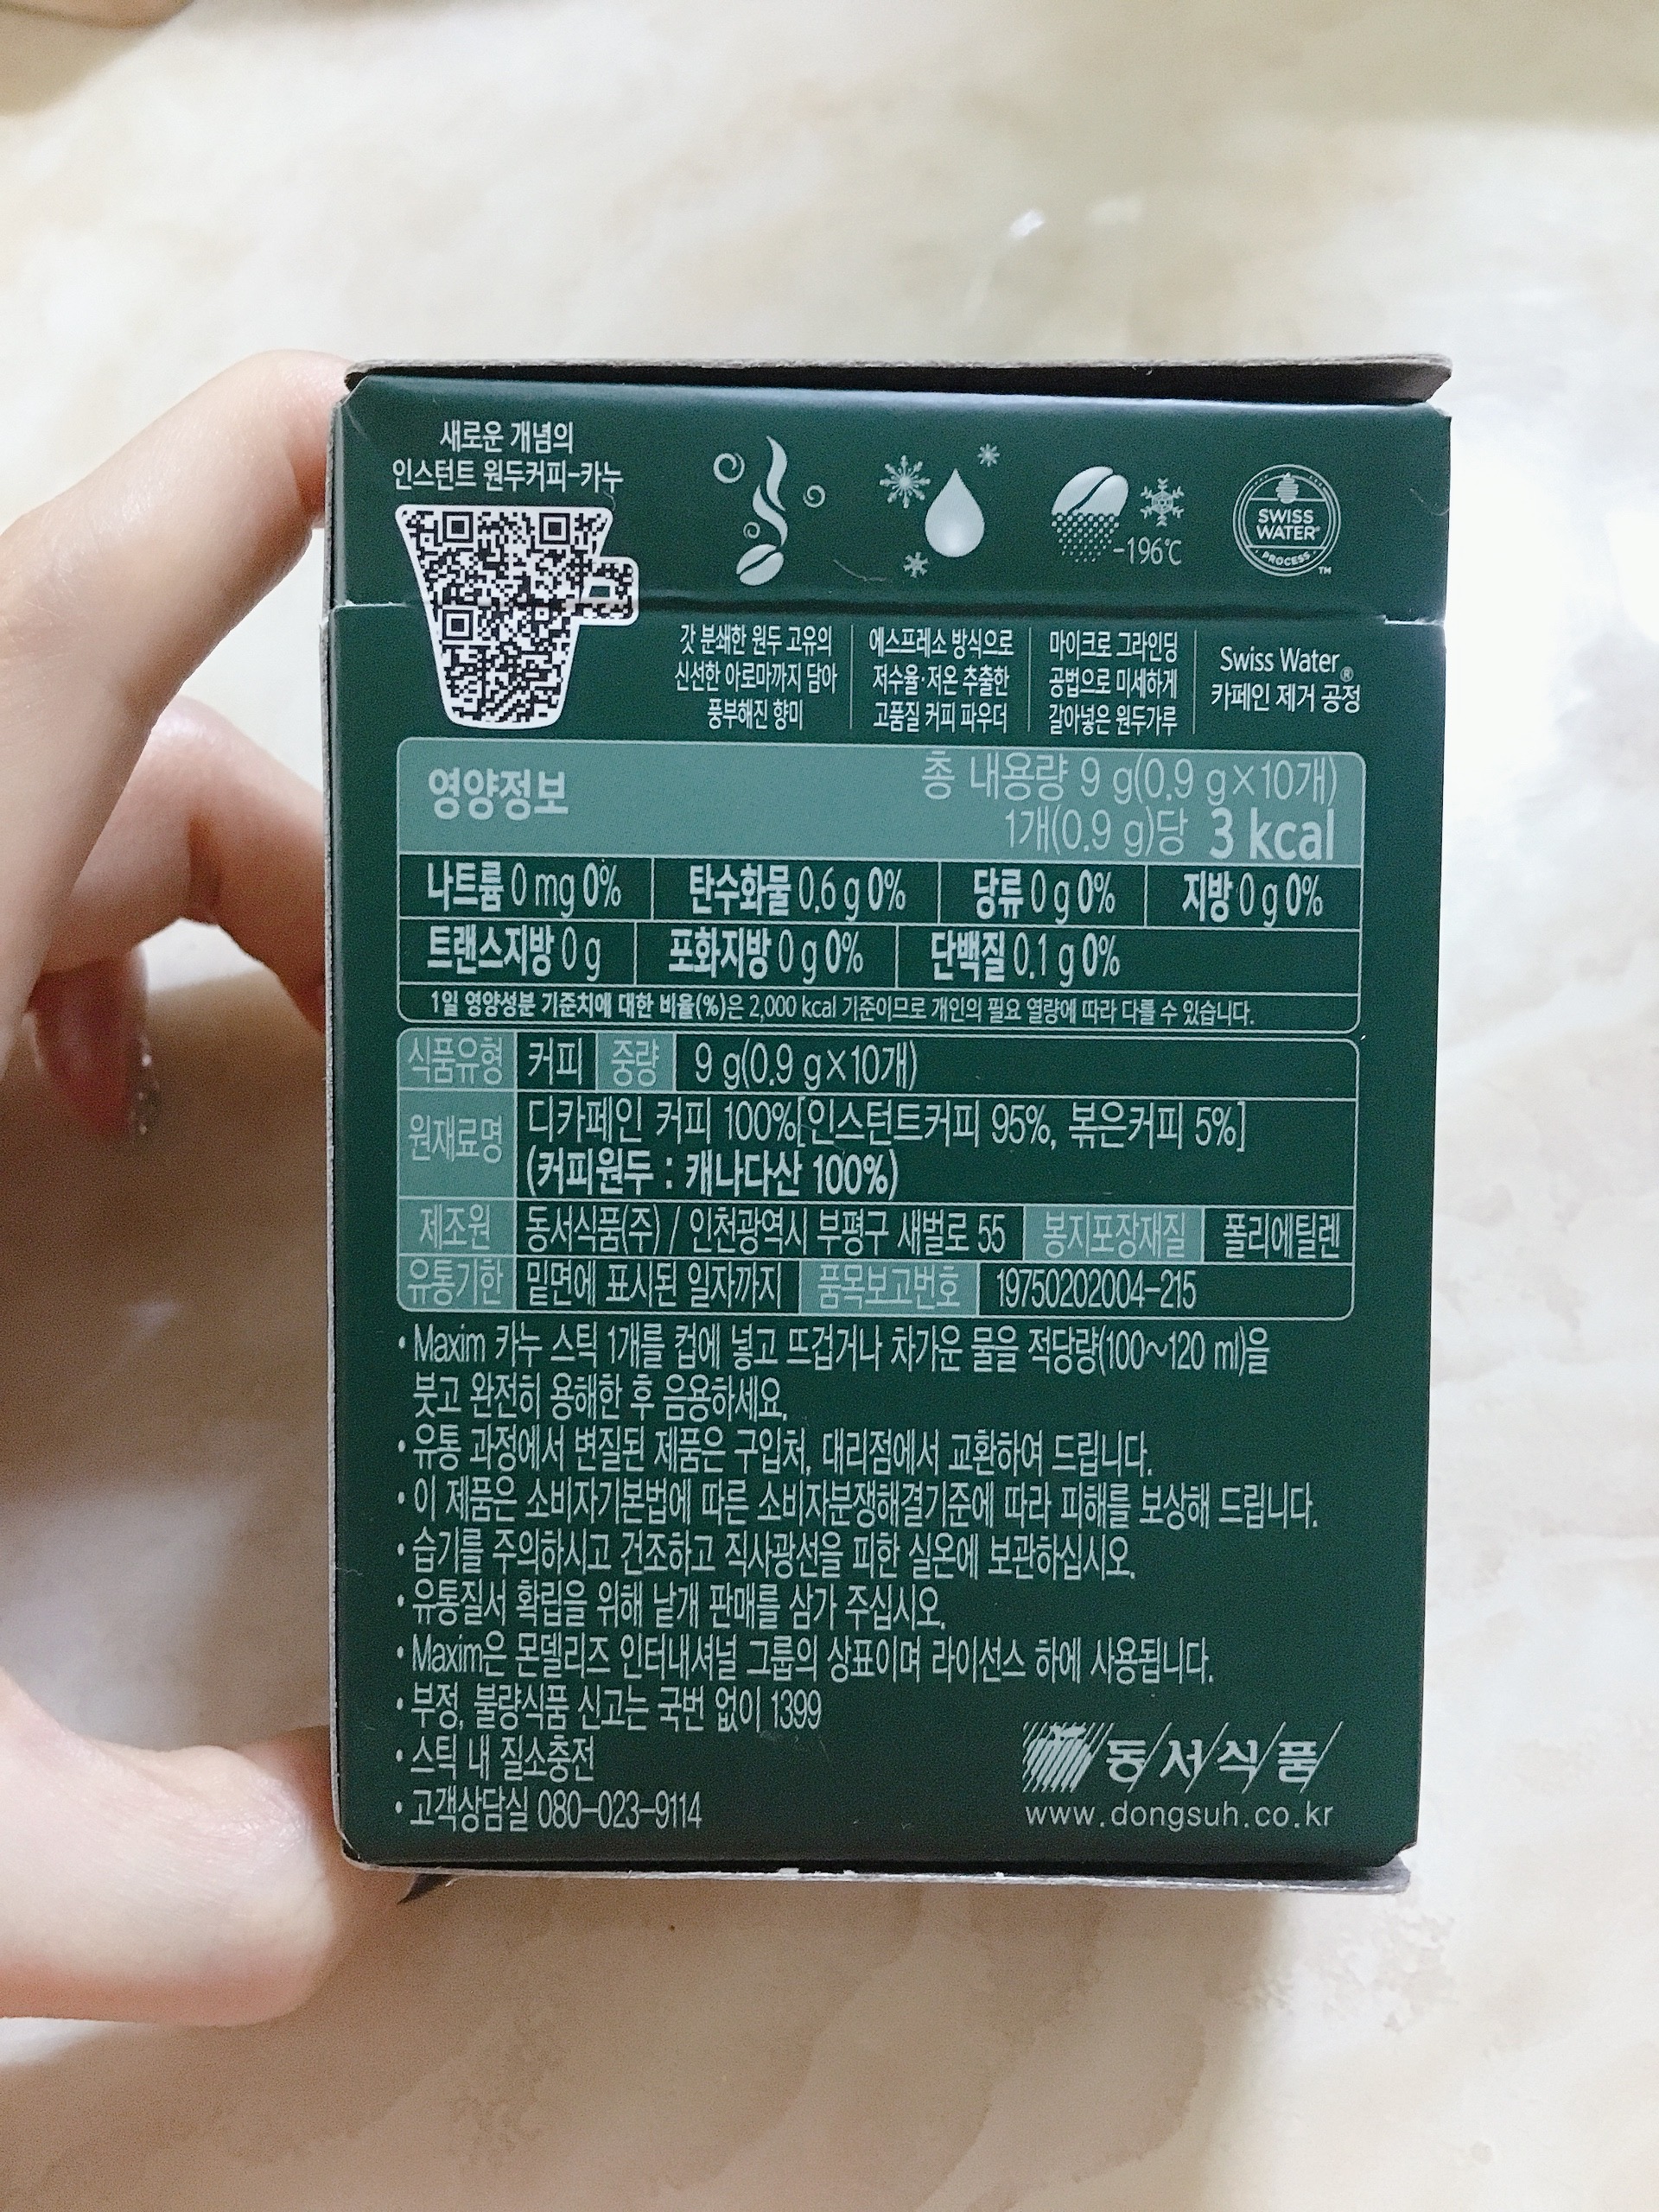 새로운 개념의
인스턴트 원두커피-카누
-196℃
SWISS
WATER®
PROCESS
TM
갓 분쇄한 원두 고유의
신선한 아로마까지 담아
풍부해진 향미
에스프레소 방식으로
저수율·저온 추출한
고품질 커피 파우더
마이크로 그라인딩
공법으로 미세하게
갈아넣은 원두가루
Swiss Water®
카페인 제거 공정
영양정보
총 내용량 9 g(0.9 g×10개)
1개(0.9 g)당 3 kcal
나트륨 0 mg 0% 탄수화물 0.6 g 0% 당류 0 g 0% 지방 0 g 0%
트랜스지방 0 g 포화지방 0 g 0% 단백질 0.1 g 0%
1일 영양성분 기준치에 대한 비율(%)은 2,000 kcal 기준이므로 개인의 필요 열량에 따라 다를 수 있습니다.
식품유형 커피 중량 9 g(0.9 g×10개)
원재료명 디카페인 커피 100%[인스턴트커피 95%, 볶은커피 5%]
(커피원두 : 캐나다산 100%)
제조원 동서식품(주) / 인천광역시 부평구 새벌로 55 봉지포장재질 폴리에틸렌
유통기한 밑면에 표시된 일자까지 품목보고번호 19750202004-215
• Maxim 카누 스틱 1개를 컵에 넣고 뜨겁거나 차가운 물을 적당량(100~120 ml)을
붓고 완전히 용해한 후 음용하세요.
• 유통 과정에서 변질된 제품은 구입처, 대리점에서 교환하여 드립니다.
• 이 제품은 소비자기본법에 따른 소비자분쟁해결기준에 따라 피해를 보상해 드립니다.
• 습기를 주의하시고 건조하고 직사광선을 피한 실온에 보관하십시오.
• 유통질서 확립을 위해 낱개 판매를 삼가 주십시오.
• Maxim은 몬델리즈 인터내셔널 그룹의 상표이며 라이선스 하에 사용됩니다.
• 부정, 불량식품 신고는 국번 없이 1399
• 스틱 내 질소충전
• 고객상담실 080-023-9114
동서식품
www.dongsuh.co.kr